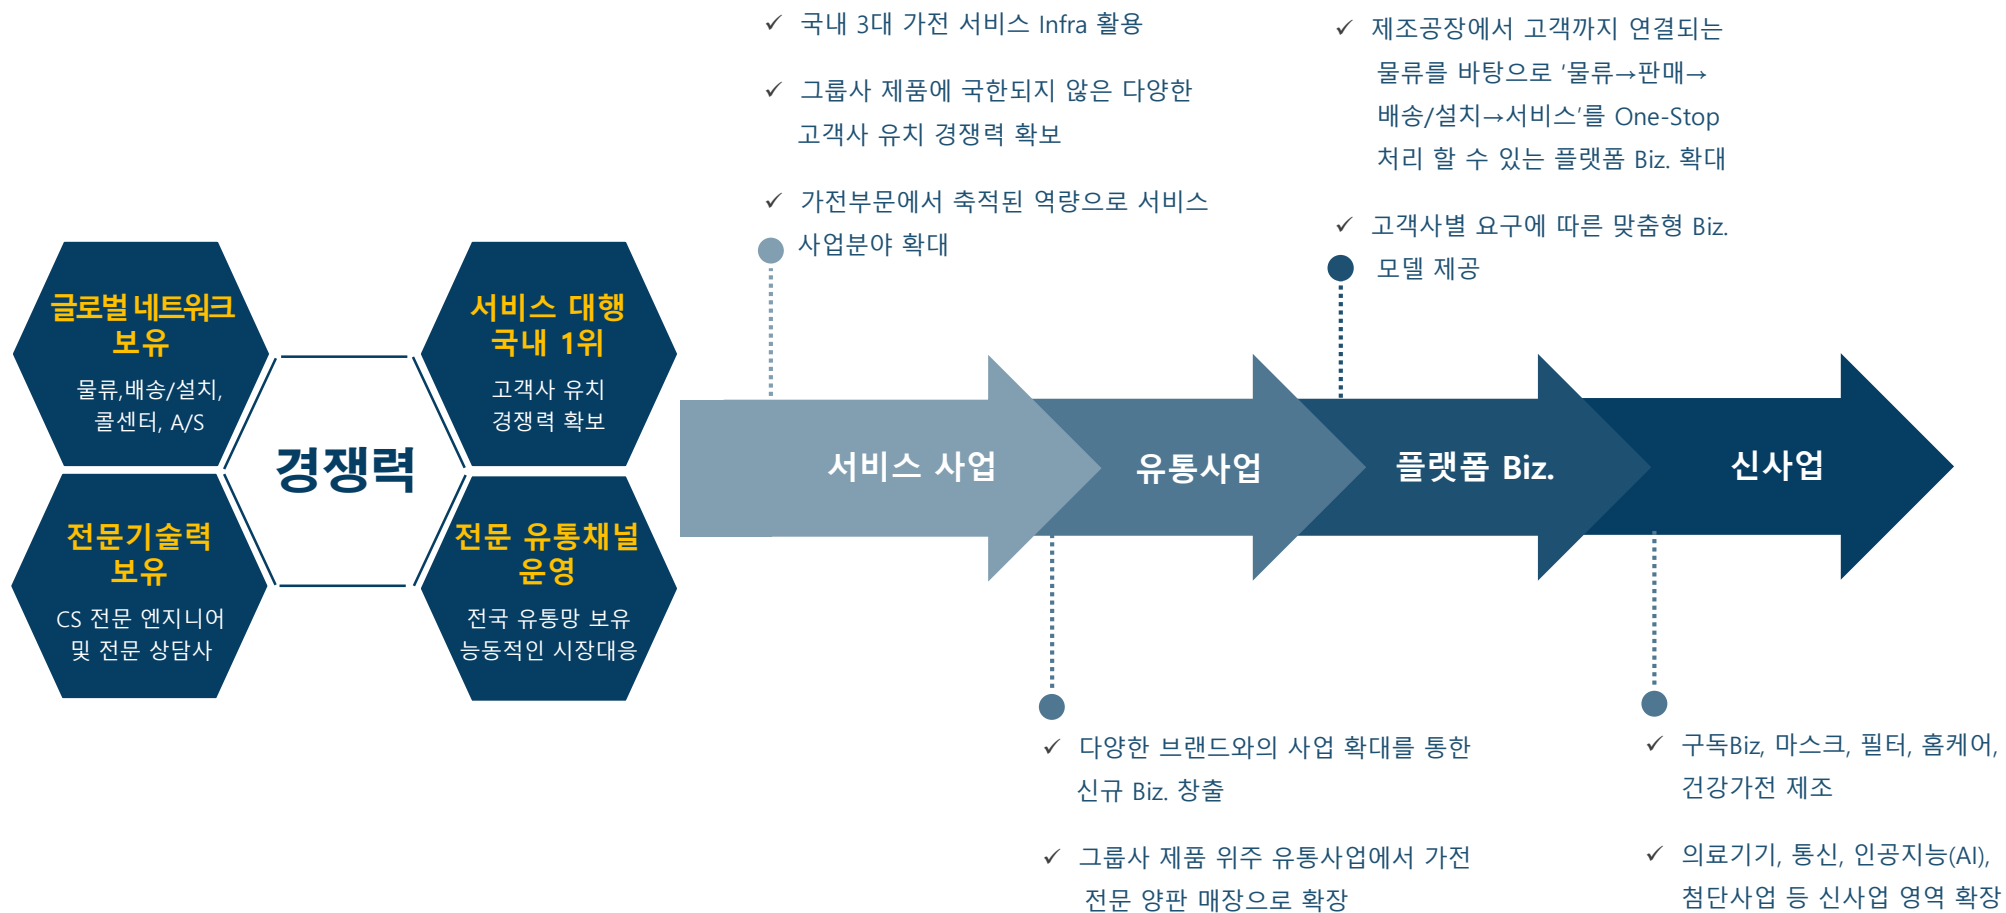 국내 3대 가전 서비스 Infra 활용
그룹사 제품에 국한되지 않은 다양한
고객사 유치 경쟁력 확보
가전부문에서 축적된 역량으로 서비스
사업분야 확대
제조공장에서 고객까지 연결되는
물류를 바탕으로 ‘물류→판매→
배송/설치→서비스’를 One-Stop
처리 할 수 있는 플랫폼 Biz. 확대
고객사별 요구에 따른 맞춤형 Biz.
모델 제공
글로벌 네트워크
보유
물류,배송/설치,
콜센터, A/S
서비스 대행
국내 1위
고객사 유치
경쟁력 확보
경쟁력
전문기술력
보유
CS 전문 엔지니어
및 전문 상담사
전문 유통채널
운영
전국 유통망 보유
능동적인 시장대응
서비스 사업
유통사업
플랫폼 Biz.
신사업
다양한 브랜드와의 사업 확대를 통한
신규 Biz. 창출
그룹사 제품 위주 유통사업에서 가전
전문 양판 매장으로 확장
구독Biz, 마스크, 필터, 홈케어,
건강가전 제조
의료기기, 통신, 인공지능(AI),
첨단사업 등 신사업 영역 확장